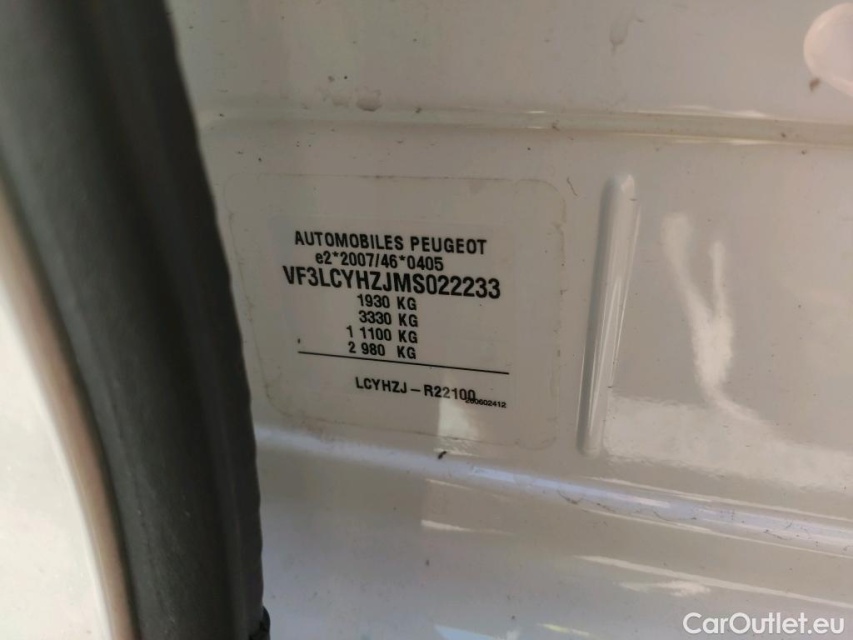 AUTOMOBILES PEUGEOT
e2*2007/46*0405
VF3LCYHZJMS022233
1930 KG
3330 KG
1 1100 KG
2 980 KG
LCYHZJ-R22100
290602412
CarOutlet.eu